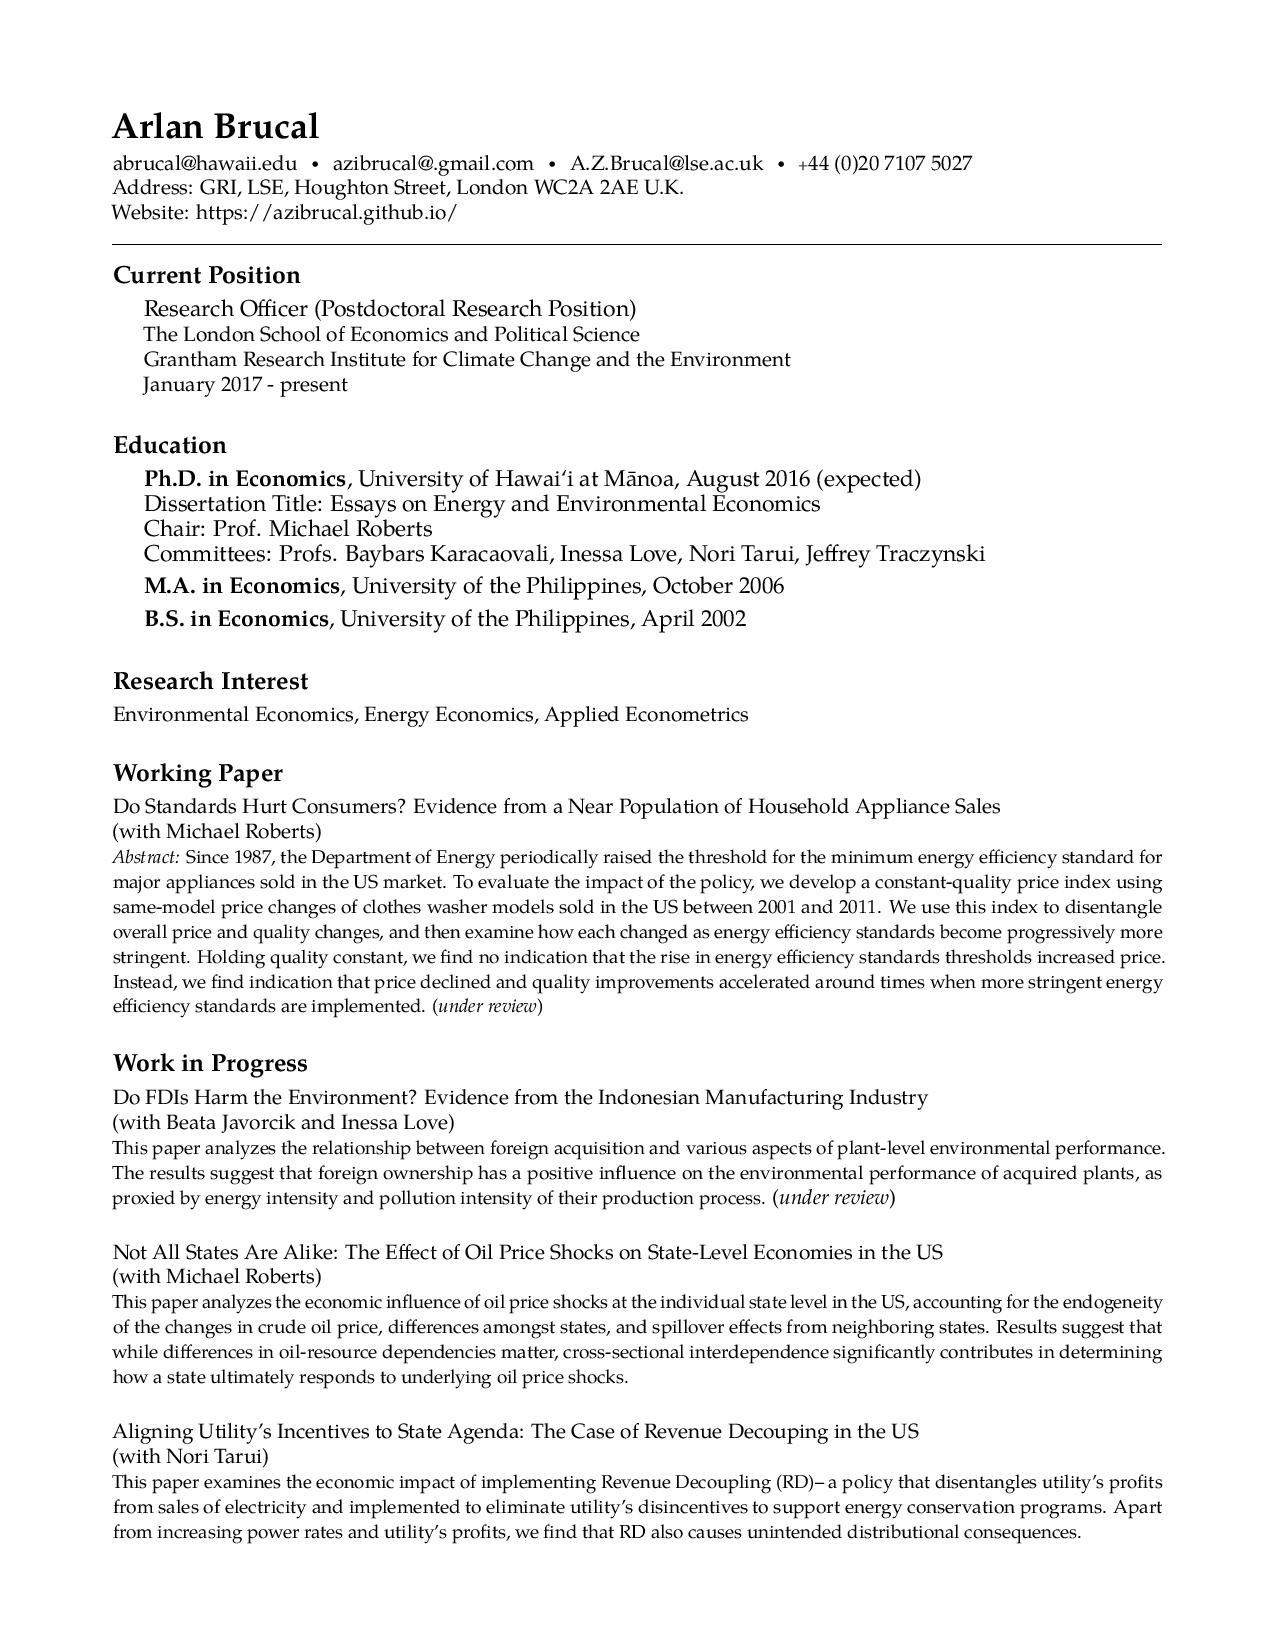 Arlan Brucal
abrucal@hawaii.edu • azibrucal@.gmail.com • A.Z.Brucal@lse.ac.uk • +44 (0)20 7107 5027
Address: GRI, LSE, Houghton Street, London WC2A 2AE U.K.
Website: https://azibrucal.github.io/
Current Position
Research Officer (Postdoctoral Research Position)
The London School of Economics and Political Science
Grantham Research Institute for Climate Change and the Environment
January 2017 - present
Education
Ph.D. in Economics, University of Hawai‘i at Mānoa, August 2016 (expected)
Dissertation Title: Essays on Energy and Environmental Economics
Chair: Prof. Michael Roberts
Committees: Profs. Baybars Karacaovali, Inessa Love, Nori Tarui, Jeffrey Traczynski
M.A. in Economics, University of the Philippines, October 2006
B.S. in Economics, University of the Philippines, April 2002
Research Interest
Environmental Economics, Energy Economics, Applied Econometrics
Working Paper
Do Standards Hurt Consumers? Evidence from a Near Population of Household Appliance Sales
(with Michael Roberts)
Abstract: Since 1987, the Department of Energy periodically raised the threshold for the minimum energy efficiency standard for
major appliances sold in the US market. To evaluate the impact of the policy, we develop a constant-quality price index using
same-model price changes of clothes washer models sold in the US between 2001 and 2011. We use this index to disentangle
overall price and quality changes, and then examine how each changed as energy efficiency standards become progressively more
stringent. Holding quality constant, we find no indication that the rise in energy efficiency standards thresholds increased price.
Instead, we find indication that price declined and quality improvements accelerated around times when more stringent energy
efficiency standards are implemented. (under review)
Work in Progress
Do FDIs Harm the Environment? Evidence from the Indonesian Manufacturing Industry
(with Beata Javorcik and Inessa Love)
This paper analyzes the relationship between foreign acquisition and various aspects of plant-level environmental performance.
The results suggest that foreign ownership has a positive influence on the environmental performance of acquired plants, as
proxied by energy intensity and pollution intensity of their production process. (under review)
Not All States Are Alike: The Effect of Oil Price Shocks on State-Level Economies in the US
(with Michael Roberts)
This paper analyzes the economic influence of oil price shocks at the individual state level in the US, accounting for the endogeneity
of the changes in crude oil price, differences amongst states, and spillover effects from neighboring states. Results suggest that
while differences in oil-resource dependencies matter, cross-sectional interdependence significantly contributes in determining
how a state ultimately responds to underlying oil price shocks.
Aligning Utility’s Incentives to State Agenda: The Case of Revenue Decouping in the US
(with Nori Tarui)
This paper examines the economic impact of implementing Revenue Decoupling (RD)– a policy that disentangles utility’s profits
from sales of electricity and implemented to eliminate utility’s disincentives to support energy conservation programs. Apart
from increasing power rates and utility’s profits, we find that RD also causes unintended distributional consequences.